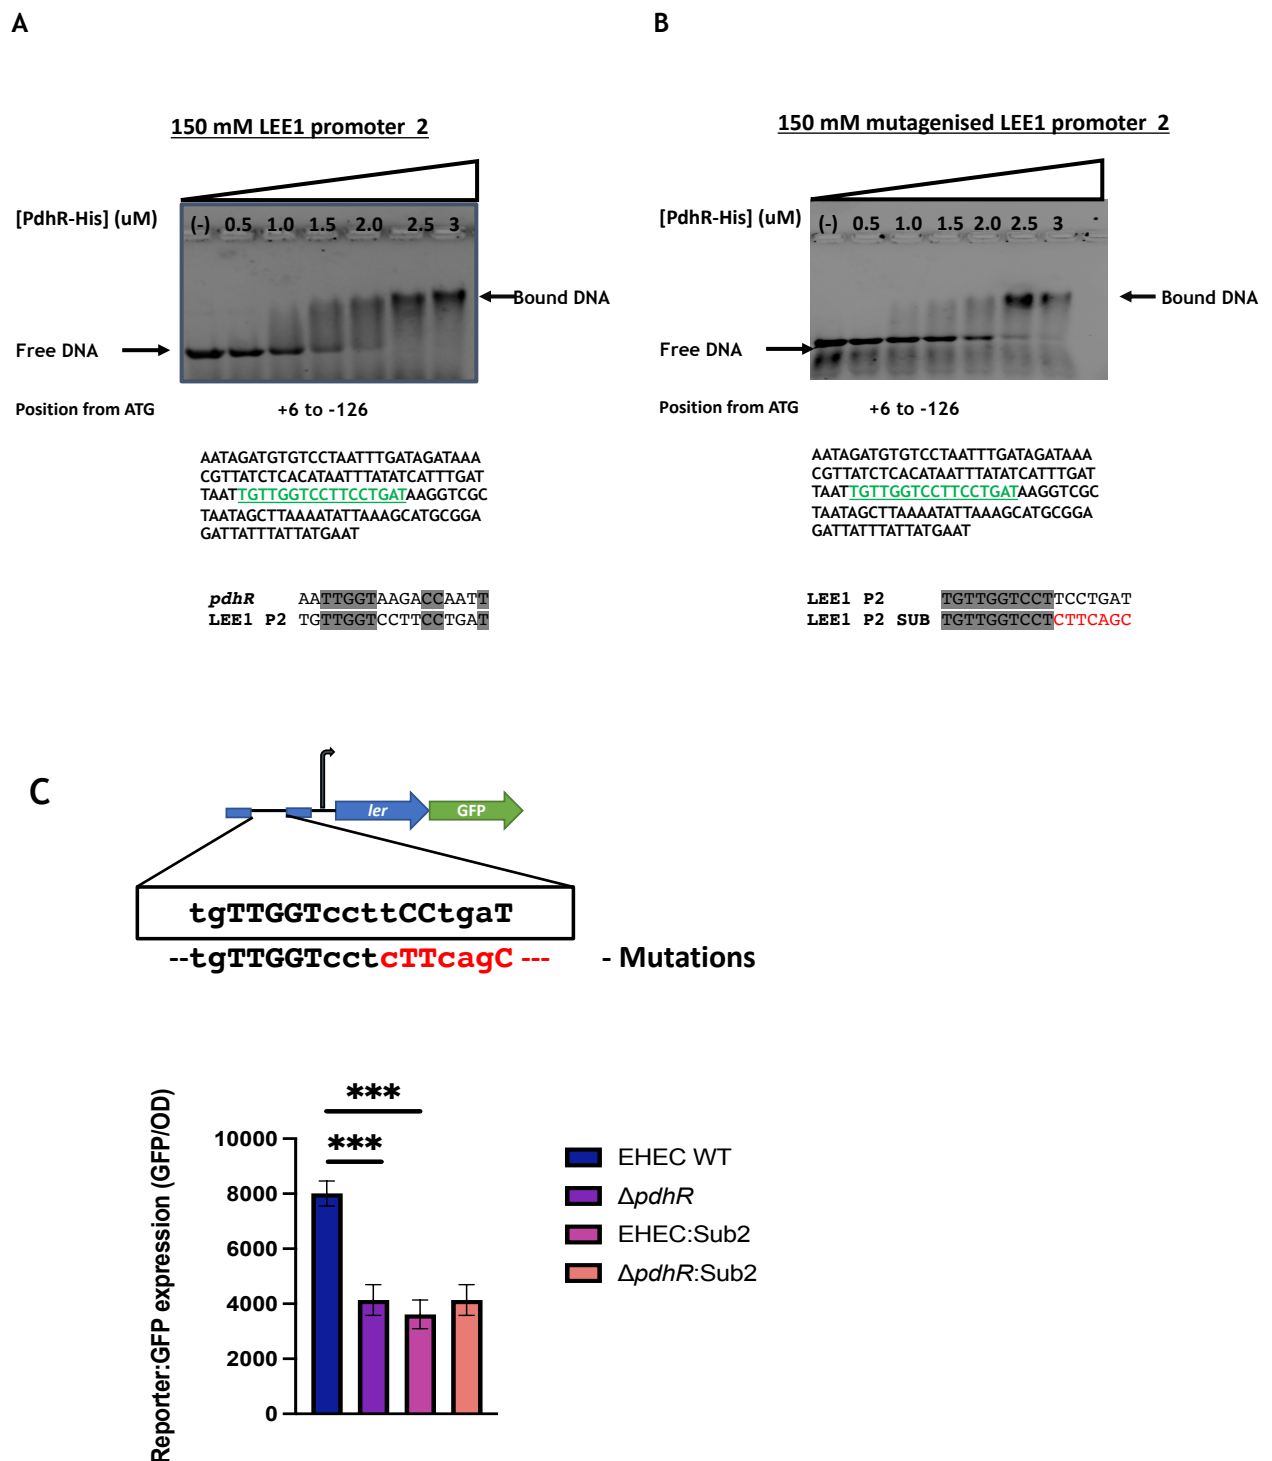 A
B
150 mM LEE1 promoter 2
150 mM mutagenised LEE1 promoter 2
[PdhR-His] (uM)
(-) 0.5 1.0 1.5 2.0 2.5 3
[PdhR-His] (uM)
(-) 0.5 1.0 1.5 2.0 2.5 3
Bound DNA
Bound DNA
Free DNA
Free DNA
Position from ATG
+6 to -126
Position from ATG
+6 to -126
AATAGATGTGTCCTAATTTGATAGATAAA
CGTTATCTCACATAATTTATATCATTTGAT
TAATTGTTGGTCCTTCCTGATAAGGTCGC
TAATAGCTTAAAATATTAAAGCATGCGGA
GATTATTTATTATGAAT
AATAGATGTGTCCTAATTTGATAGATAAA
CGTTATCTCACATAATTTATATCATTTGAT
TAATTGTTGGTCCTTCCTGATAAGGTCGC
TAATAGCTTAAAATATTAAAGCATGCGGA
GATTATTTATTATGAAT
pdhR AATTGGTAAGACCAATT
LEE1 P2 TGTTGGTCCTTCCTGAT
LEE1 P2 TGTTGGTCCTTCCTGAT
LEE1 P2 SUB TGTTGGTCCTCTTCAGC
C
ler
GFP
tgTTGGTccttCCtgaT
--tgTTGGTcctcTTcagC --- - Mutations
Reporter:GFP expression (GFP/OD)
10000
8000
6000
4000
2000
0
***
***
EHEC WT
ΔpdhR
EHEC:Sub2
ΔpdhR:Sub2